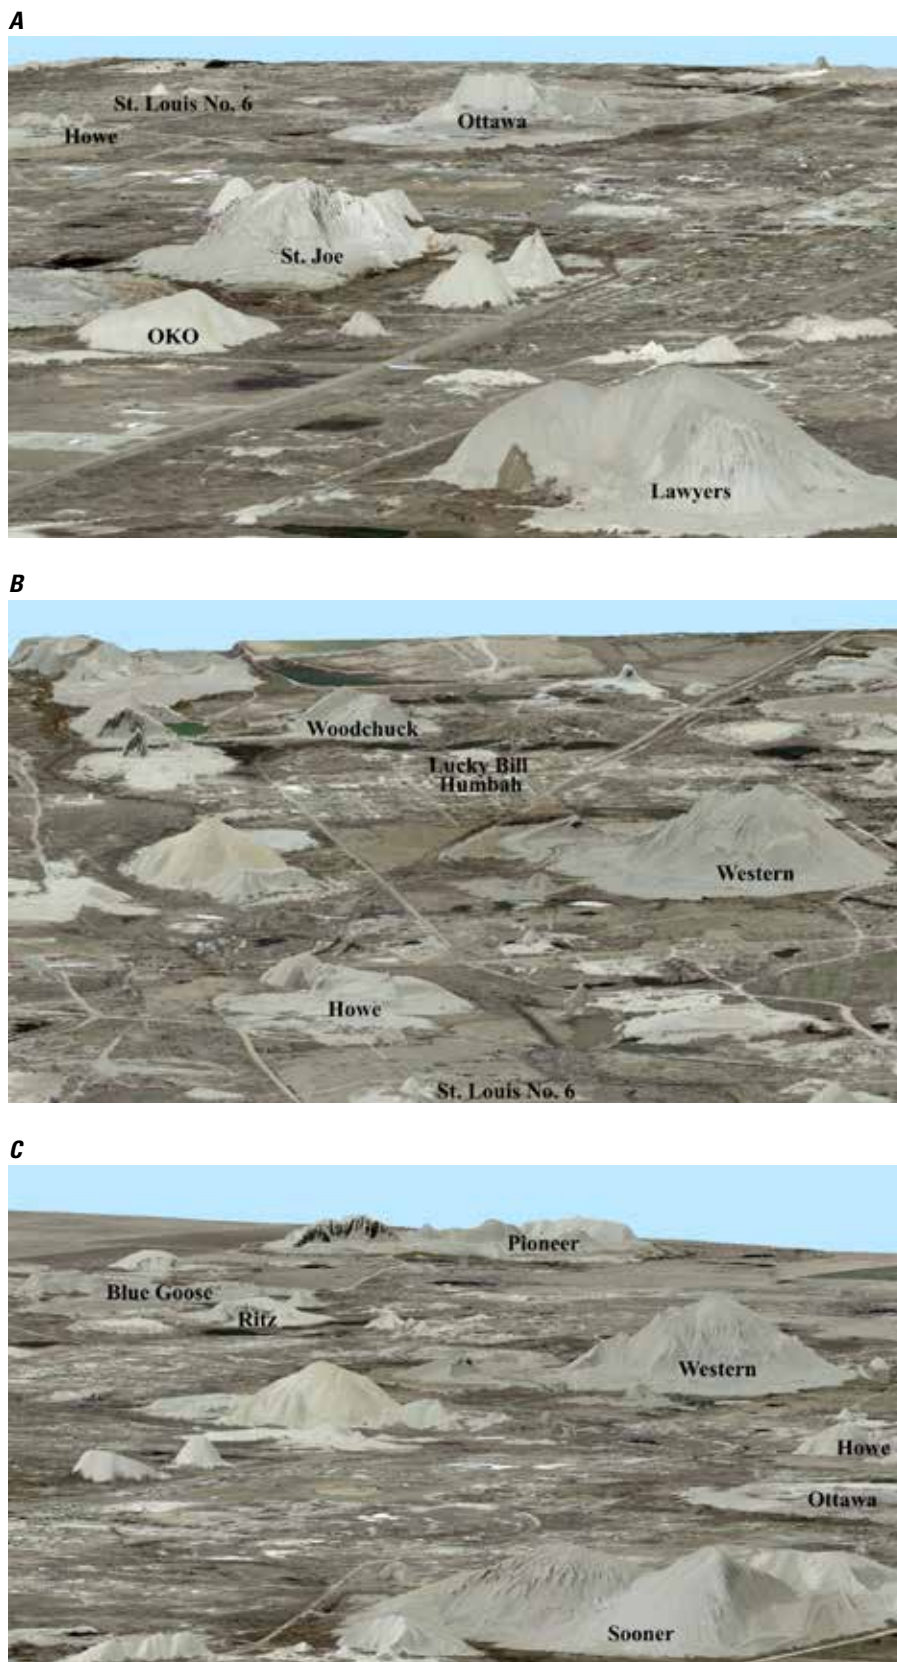 A
St. Louis No. 6
Ottawa
Howe
St. Joe
OKO
Lawyers
B
Woodchuck
Lucky Bill
Humbah
Western
Howe
St. Louis No. 6
C
Pioneer
Blue Goose
Ritz
Western
Howe
Ottawa
Sooner